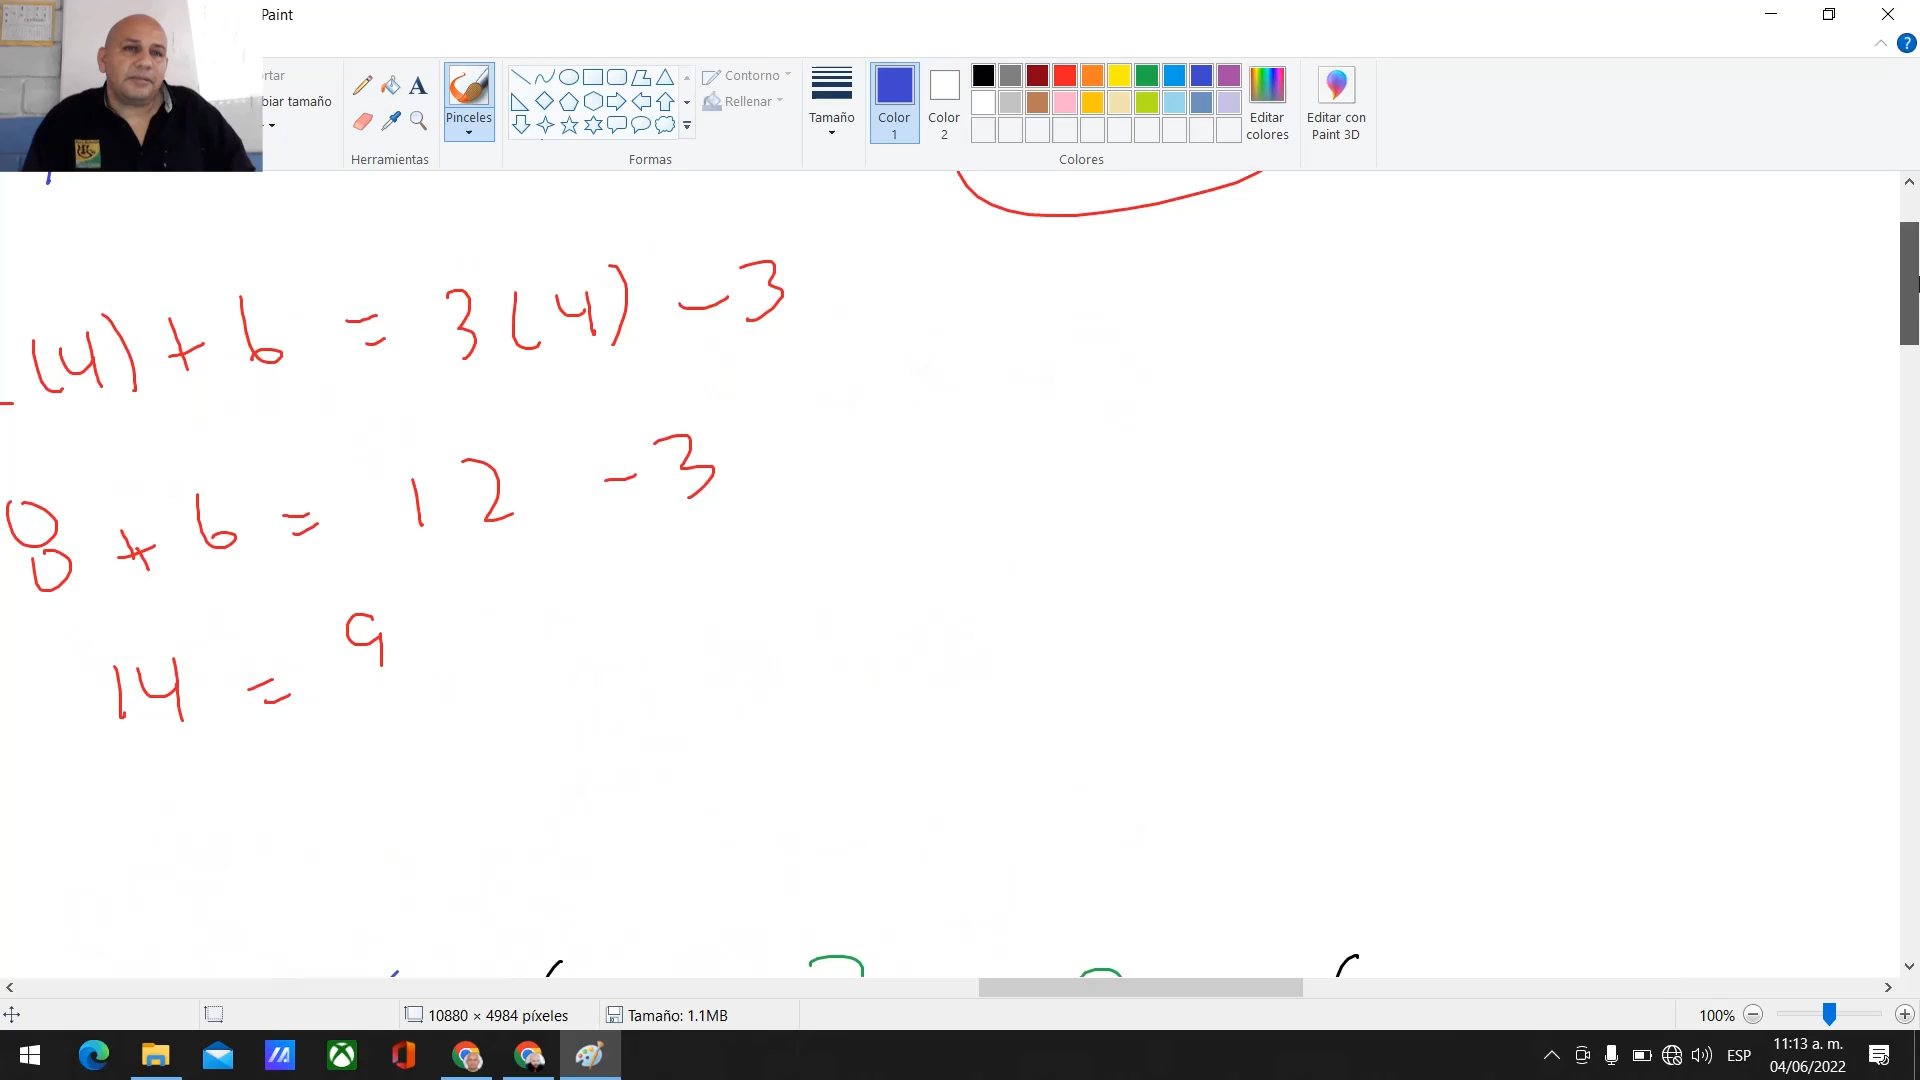 Paint
ortar
biar tamaño
Herramientas
Pinceles
Formas
Contorno
Rellenar
Tamaño
Color 1
Color 2
Colores
Editar colores
Editar con Paint 3D
(4) + 6 = 3(4) - 3
8 + 6 = 12 - 3
14 = 9
10880 × 4984 píxeles
Tamaño: 1.1MB
100%
ESP
11:13 a. m.
04/06/2022